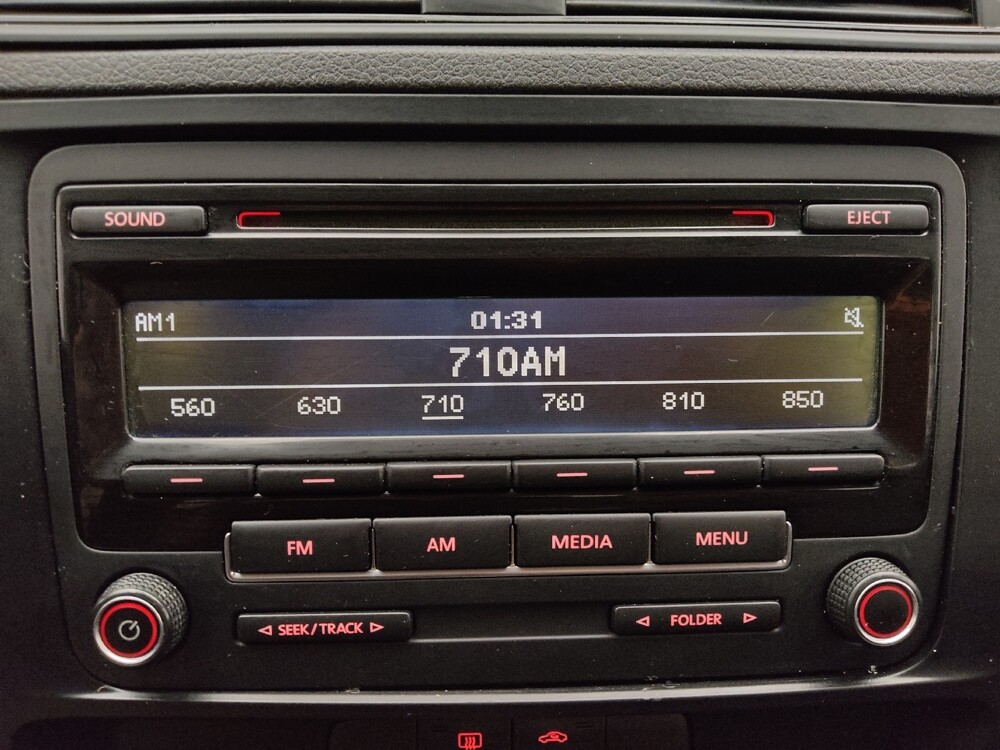 SOUND EJECT
AM1 01:31
710AM
560 630 710 760 810 850
FM AM MEDIA MENU
SEEK/TRACK FOLDER